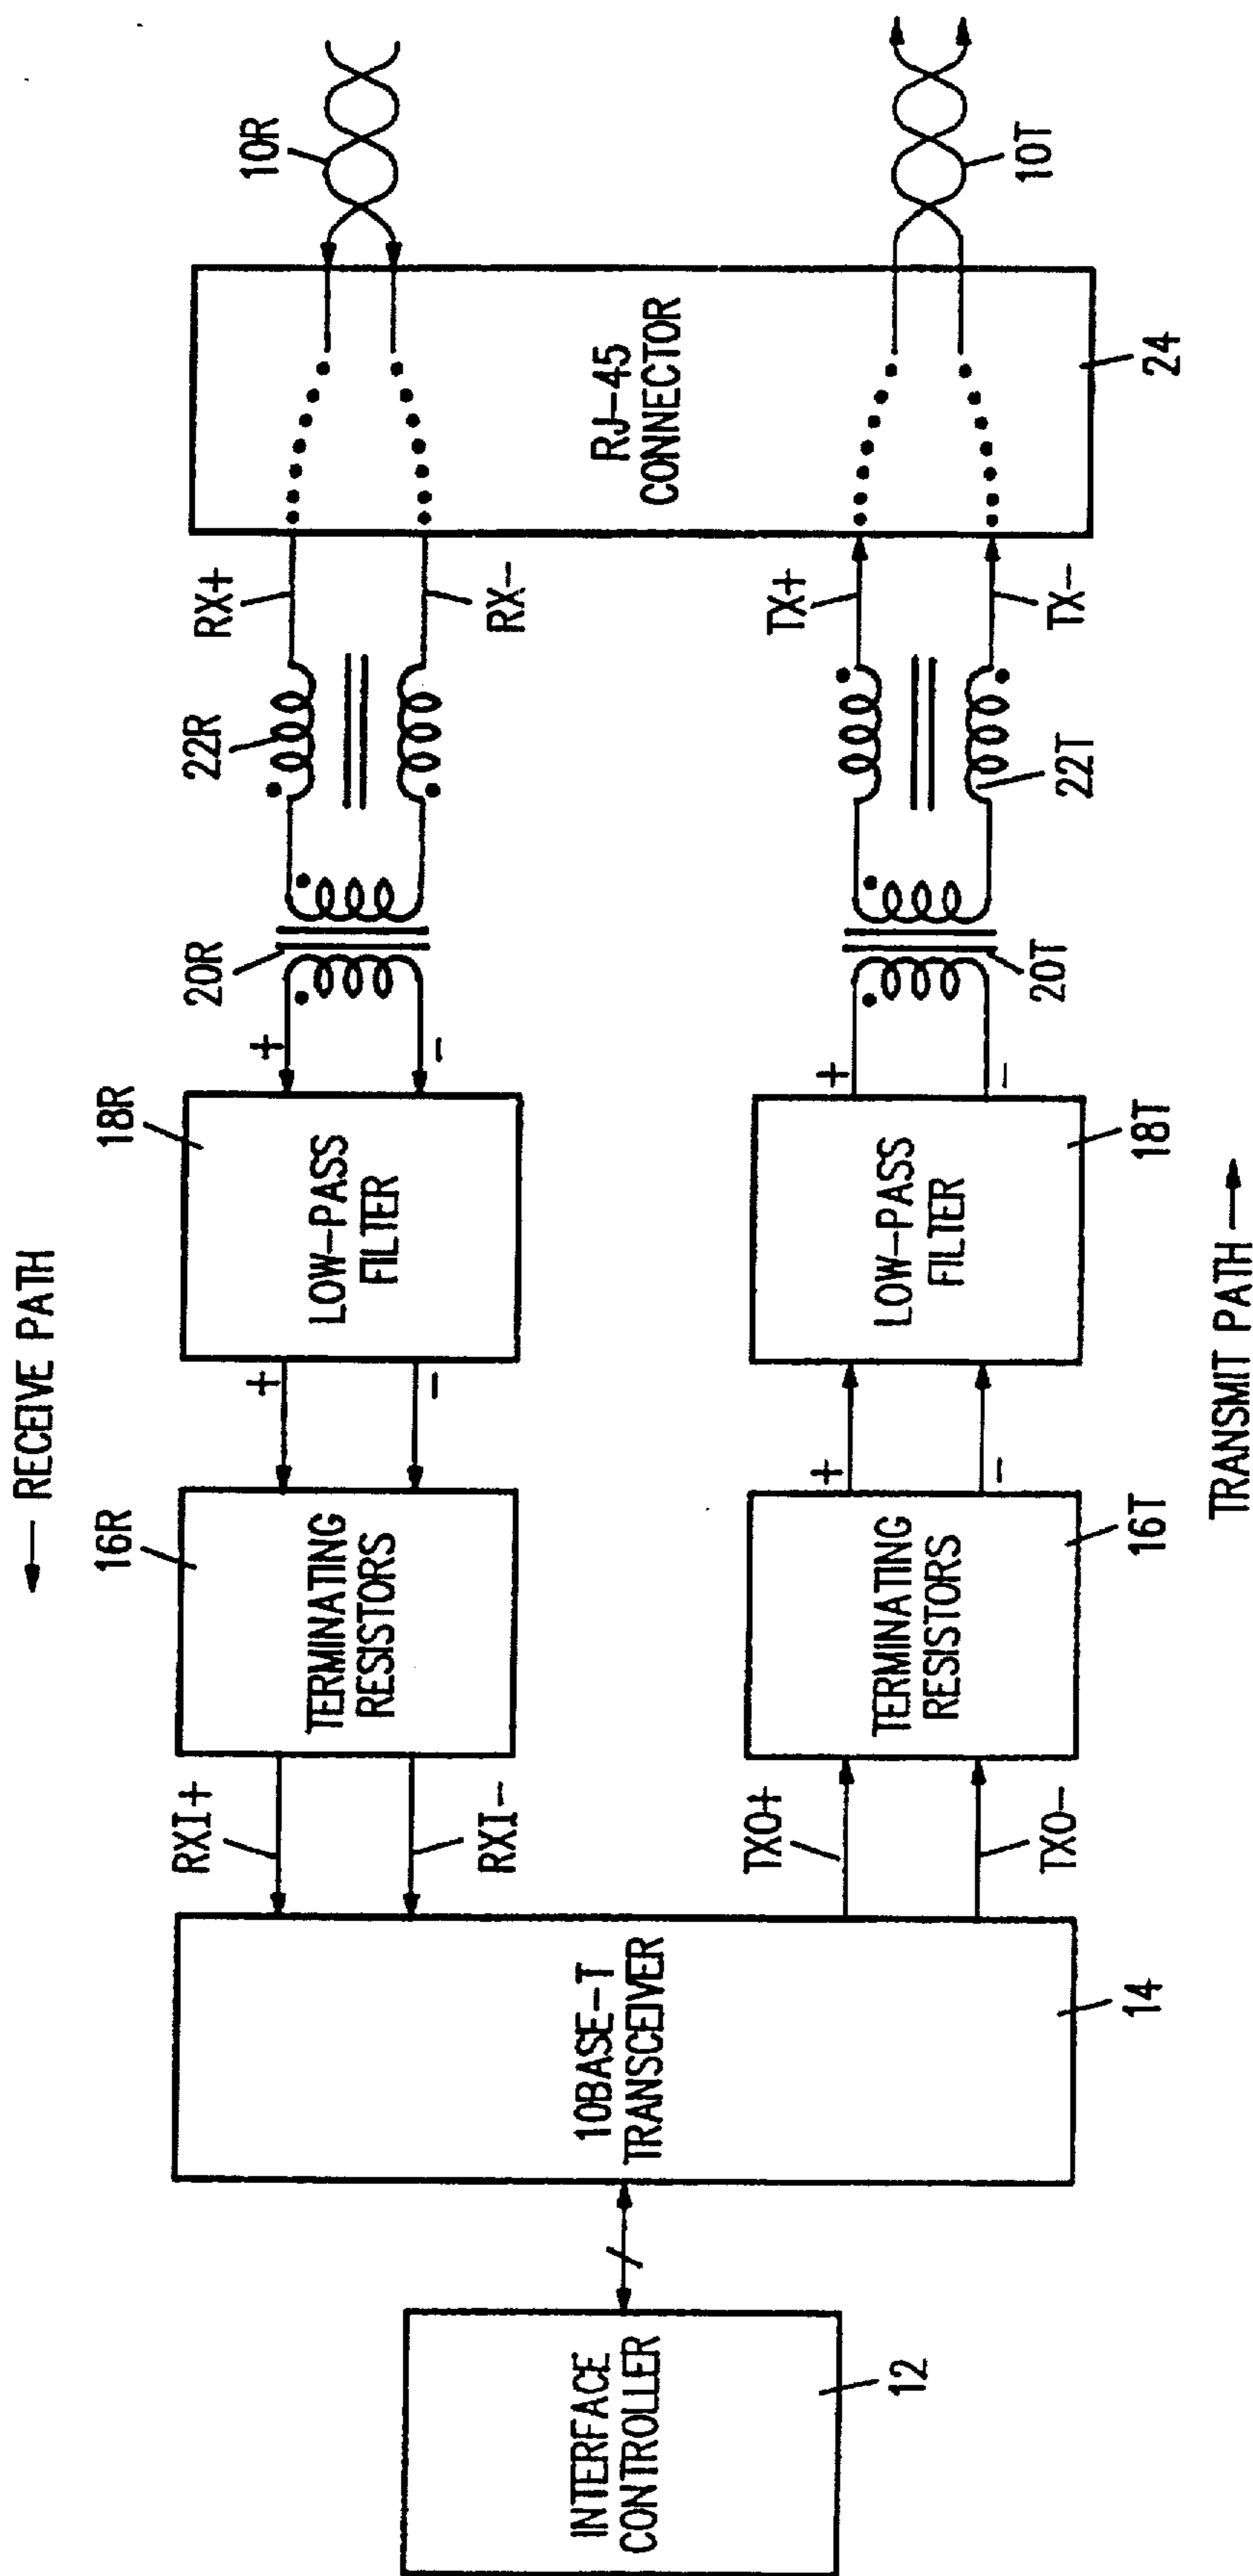 ← RECEIVE PATH
16R
18R
20R
22R
10R
RXI+
RXI-
+
-
+
-
RX+
RX-
INTERFACE
CONTROLLER
12
10BASE-T
TRANSCEIVER
14
TERMINATING
RESISTORS
LOW-PASS
FILTER
RJ-45
CONNECTOR
24
TXO+
TXO-
TERMINATING
RESISTORS
16T
+
-
LOW-PASS
FILTER
18T
+
-
20T
22T
TX+
TX-
10T
TRANSMIT PATH →